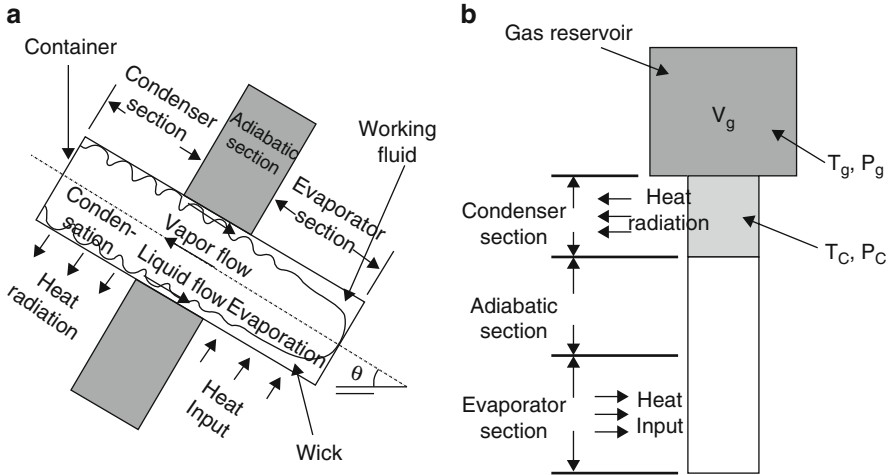 a
Container
Condenser
section
Adiabatic
section
Working
fluid
Evaporator
section
Conden-
sation
Vapor flow
Liquid flow
Evaporation
Heat
radiation
Heat
Input
Wick
θ
b
Gas reservoir
V_g
T_g, P_g
Condenser
section
Heat
radiation
T_C, P_C
Adiabatic
section
Evaporator
section
Heat
Input